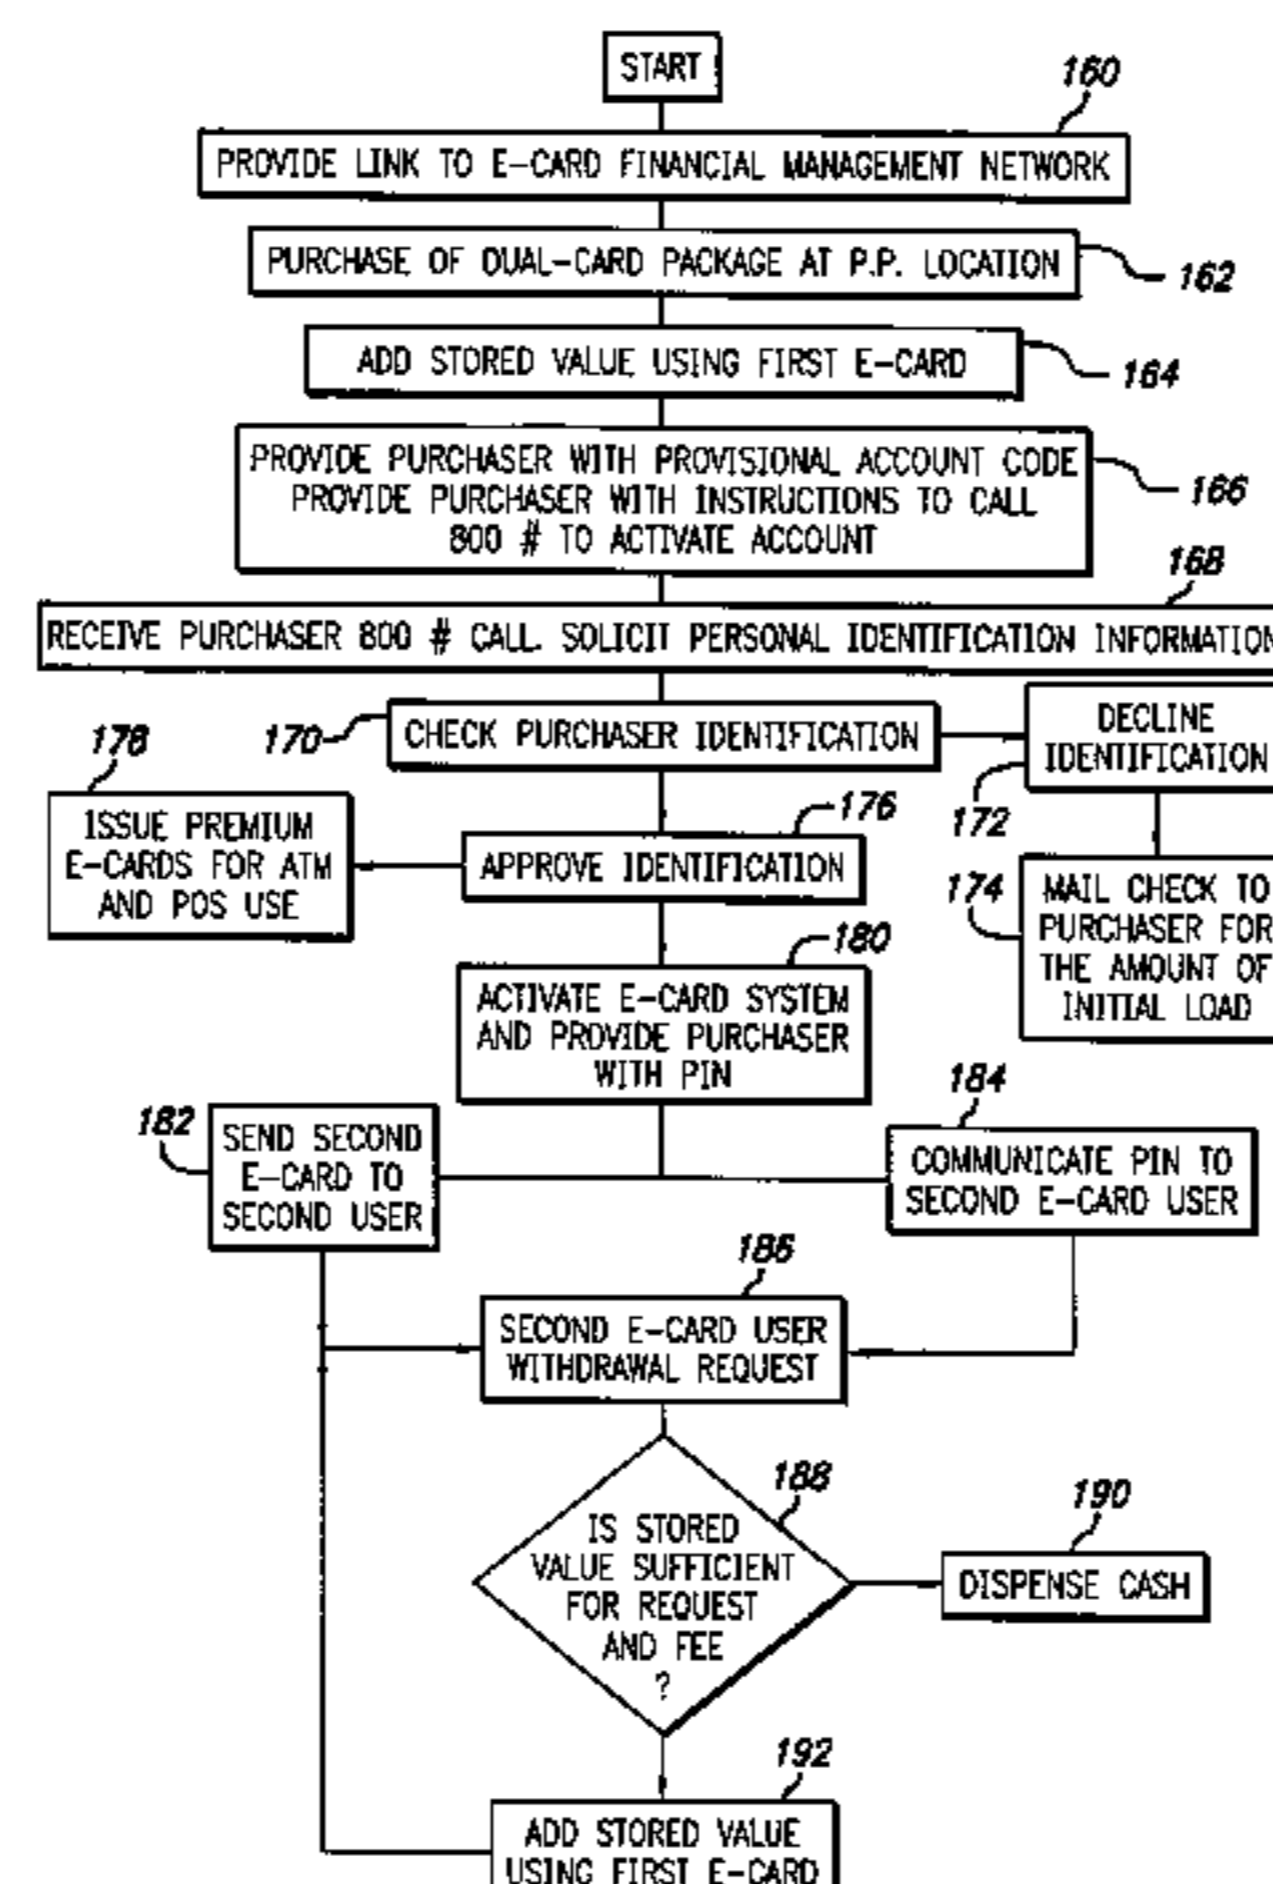 START
160
PROVIDE LINK TO E-CARD FINANCIAL MANAGEMENT NETWORK
PURCHASE OF DUAL-CARD PACKAGE AT P.P. LOCATION
162
ADD STORED VALUE USING FIRST E-CARD
164
PROVIDE PURCHASER WITH PROVISIONAL ACCOUNT CODE
PROVIDE PURCHASER WITH INSTRUCTIONS TO CALL
800 # TO ACTIVATE ACCOUNT
166
168
RECEIVE PURCHASER 800 # CALL. SOLICIT PERSONAL IDENTIFICATION INFORMATION
170
CHECK PURCHASER IDENTIFICATION
DECLINE
IDENTIFICATION
172
178
ISSUE PREMIUM
E-CARDS FOR ATM
AND POS USE
176
APPROVE IDENTIFICATION
174
MAIL CHECK TO
PURCHASER FOR
THE AMOUNT OF
INITIAL LOAD
180
ACTIVATE E-CARD SYSTEM
AND PROVIDE PURCHASER
WITH PIN
182
SEND SECOND
E-CARD TO
SECOND USER
184
COMMUNICATE PIN TO
SECOND E-CARD USER
186
SECOND E-CARD USER
WITHDRAWAL REQUEST
188
IS STORED
VALUE SUFFICIENT
FOR REQUEST
AND FEE
?
190
DISPENSE CASH
192
ADD STORED VALUE
USING FIRST E-CARD